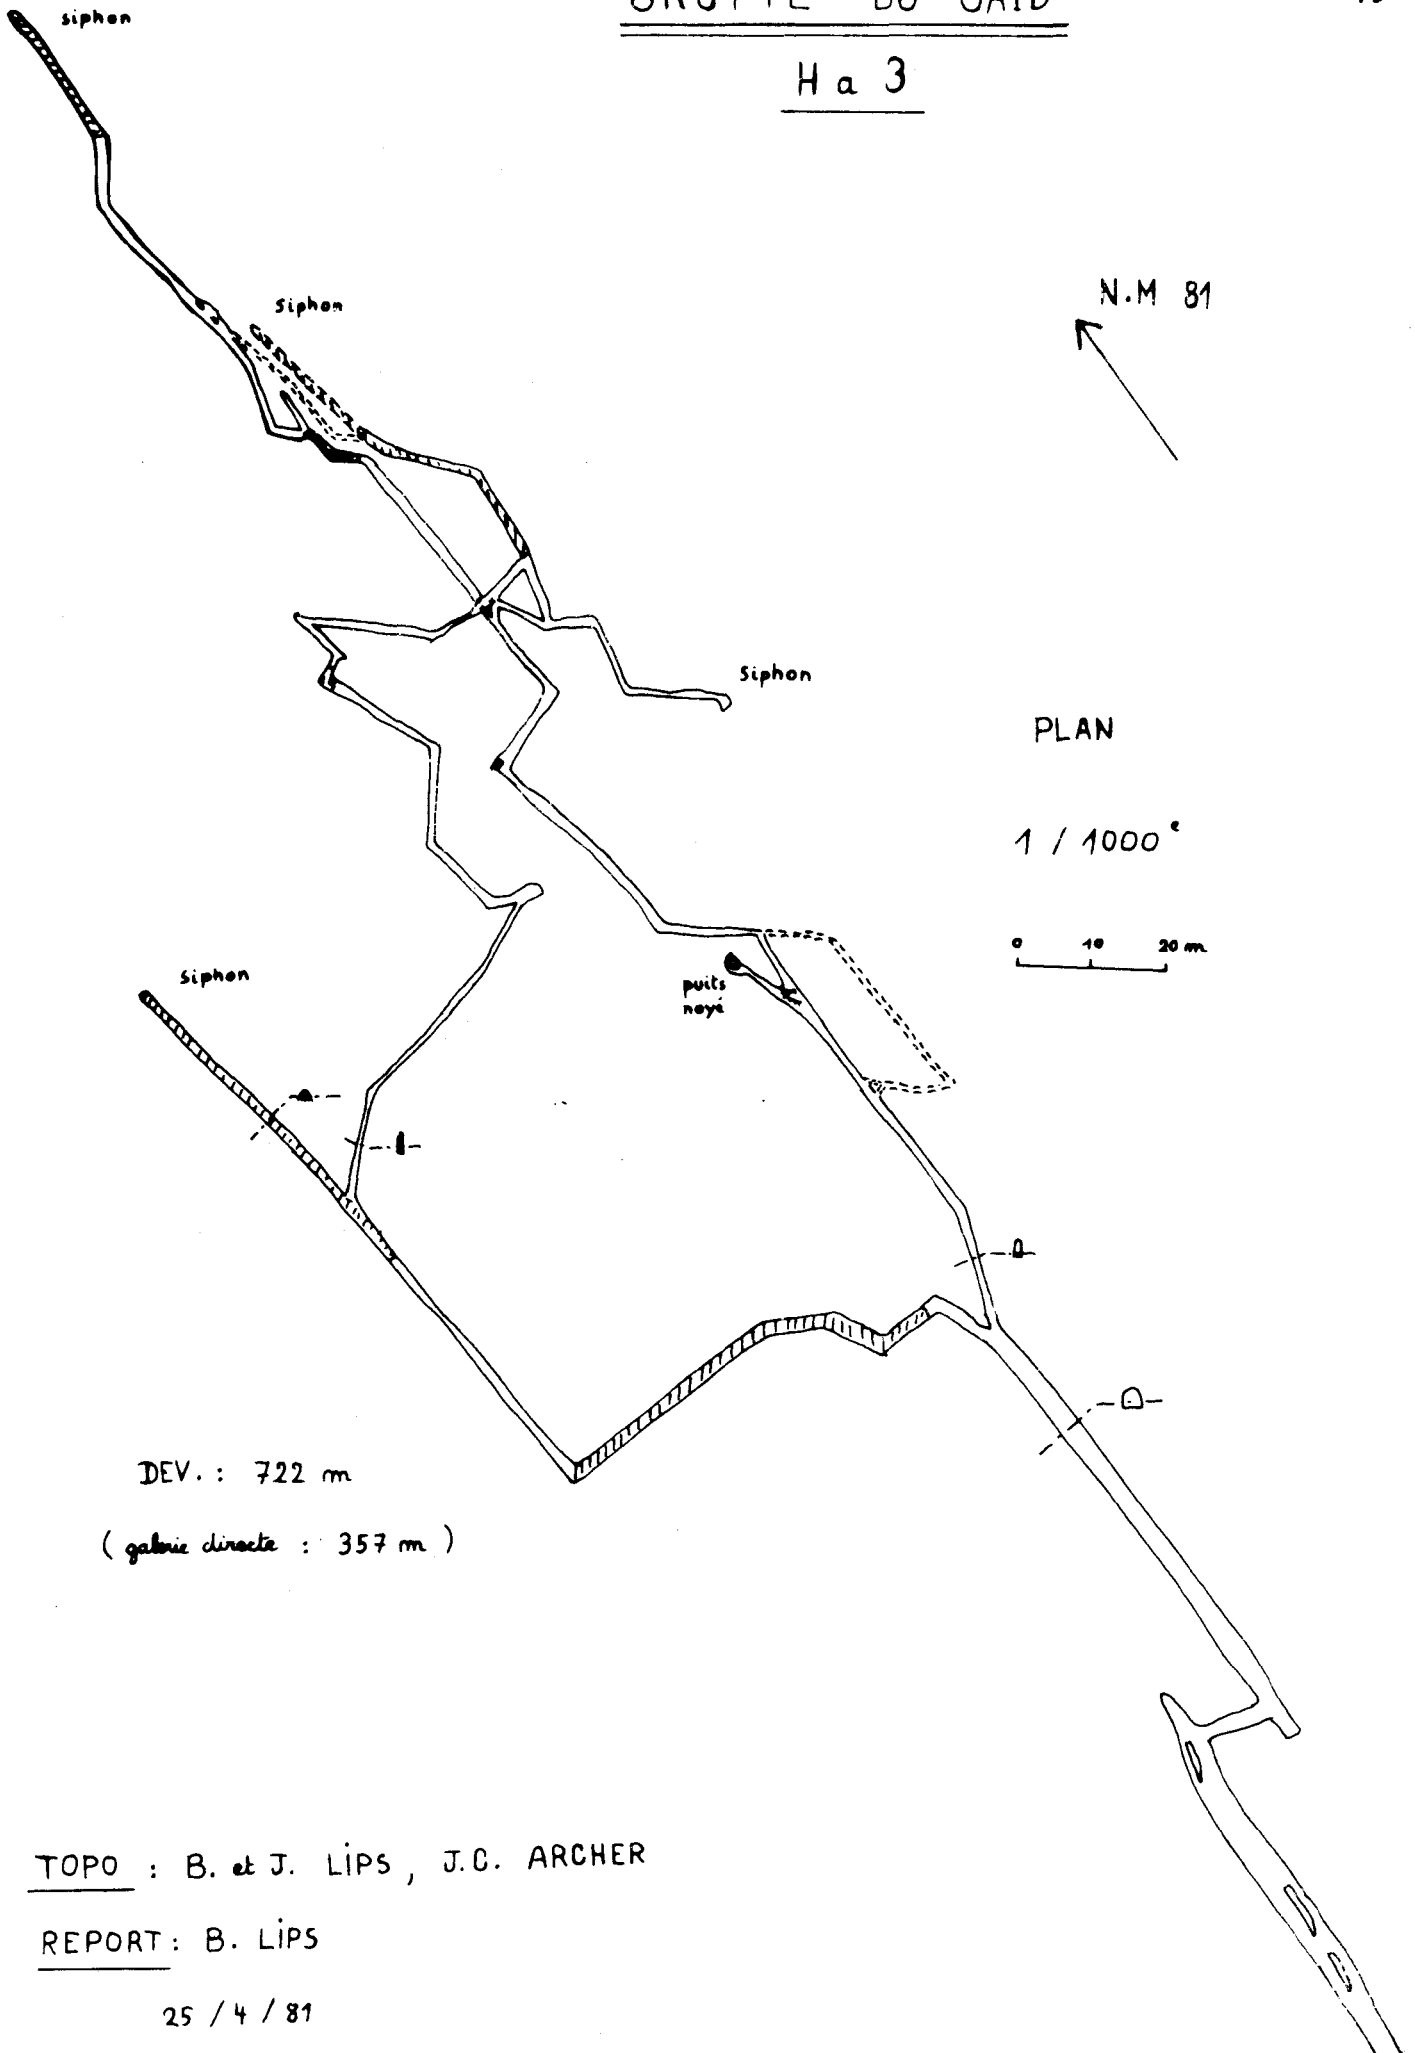 siphon
Ha 3
siphon
N.M 81
siphon
PLAN
1 / 1000e
0 10 20 m
siphon
puits
noyé
DEV. : 722 m
( galerie directe : 357 m )
TOPO : B. et J. LIPS, J.C. ARCHER
REPORT : B. LIPS
25 / 4 / 81